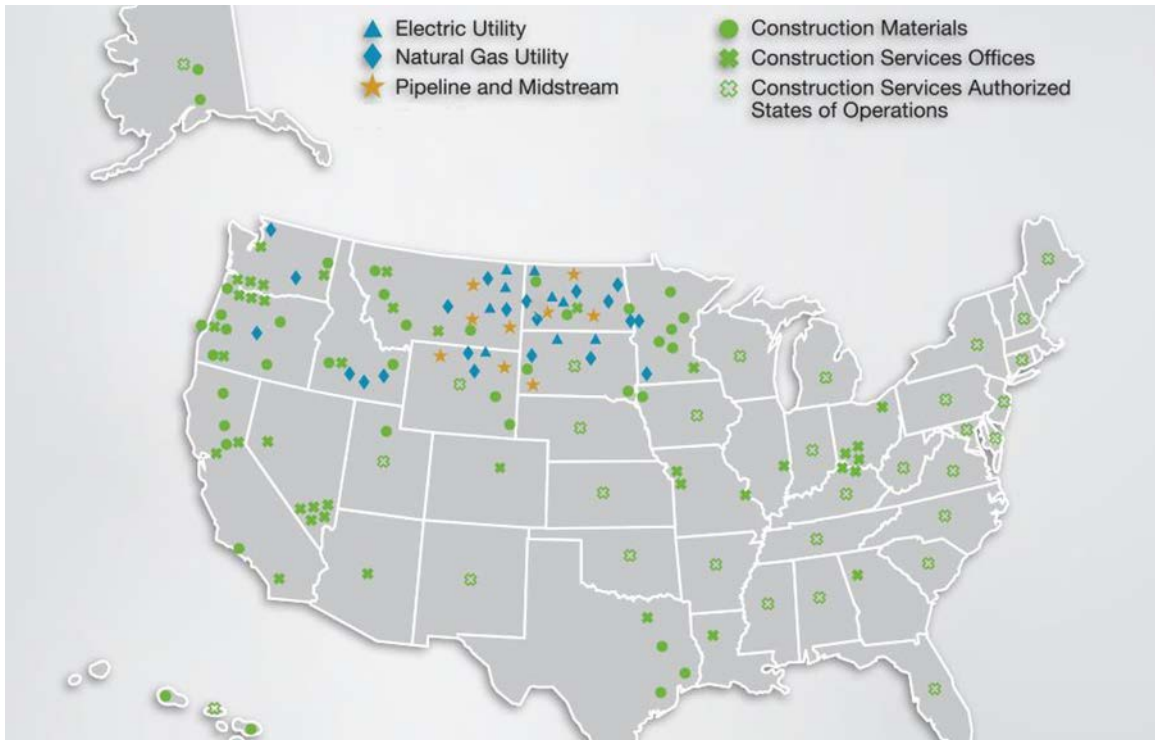 Electric Utility
Natural Gas Utility
Pipeline and Midstream
Construction Materials
Construction Services Offices
Construction Services Authorized
States of Operations